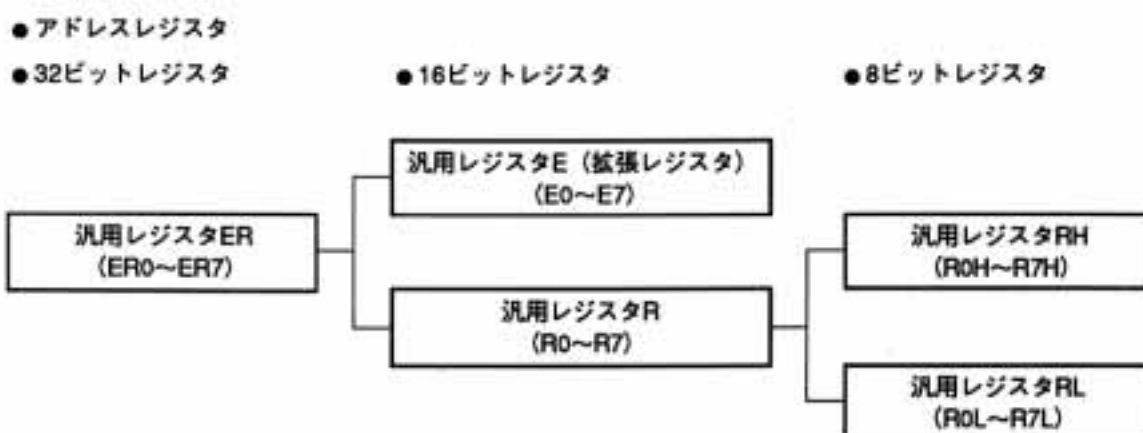 ●アドレスレジスタ
●32ビットレジスタ
●16ビットレジスタ
●8ビットレジスタ
汎用レジスタE（拡張レジスタ）
（E0〜E7）
汎用レジスタER
（ER0〜ER7）
汎用レジスタRH
（R0H〜R7H）
汎用レジスタR
（R0〜R7）
汎用レジスタRL
（R0L〜R7L）